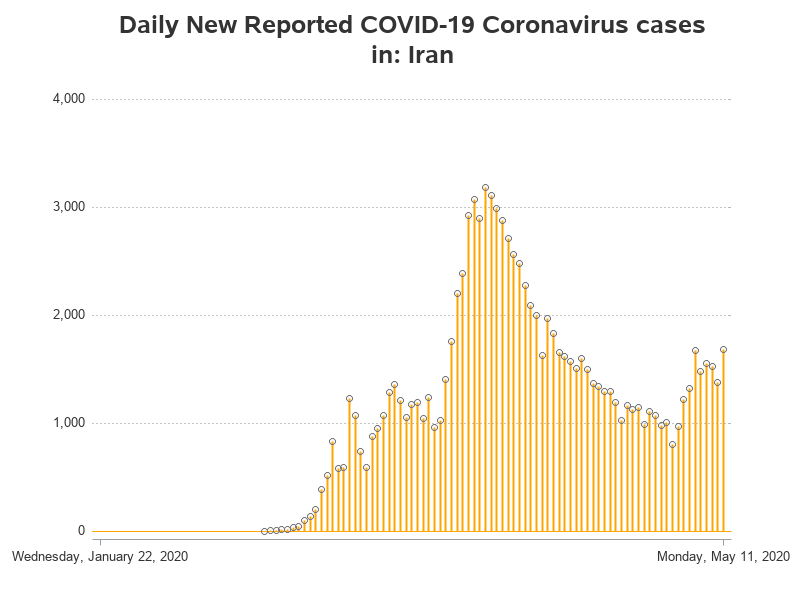 Daily New Reported COVID-19 Coronavirus cases
in: Iran
4,000
3,000
2,000
1,000
0
Wednesday, January 22, 2020
Monday, May 11, 2020